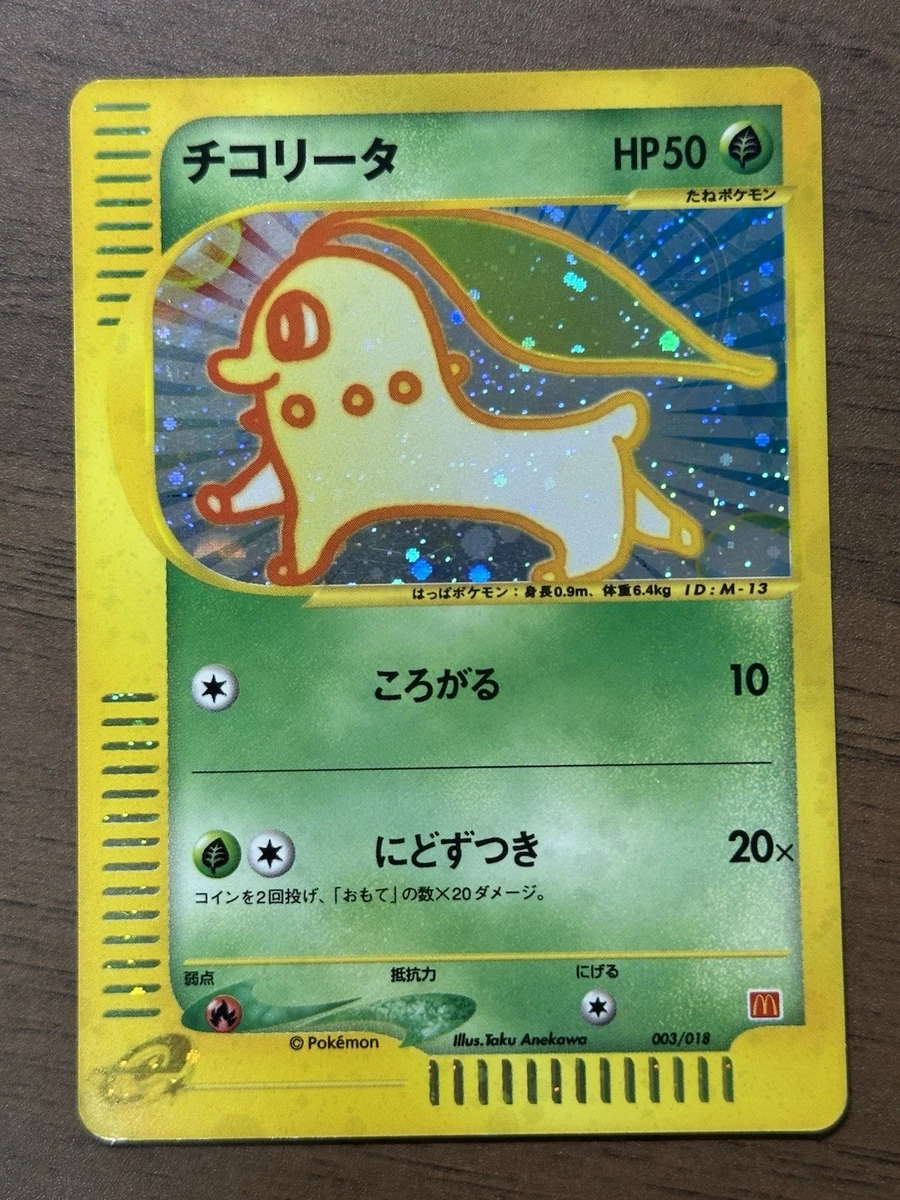 チコリータ HP50
たねポケモン
はっぱポケモン：身長0.9m、体重6.4kg ID:M-13
ころがる 10
にどずつき 20×
コインを2回投げ、「おもて」の数×20ダメージ。
弱点 抵抗力 にげる
© Pokémon Illus.Taku Anekawa 003/018